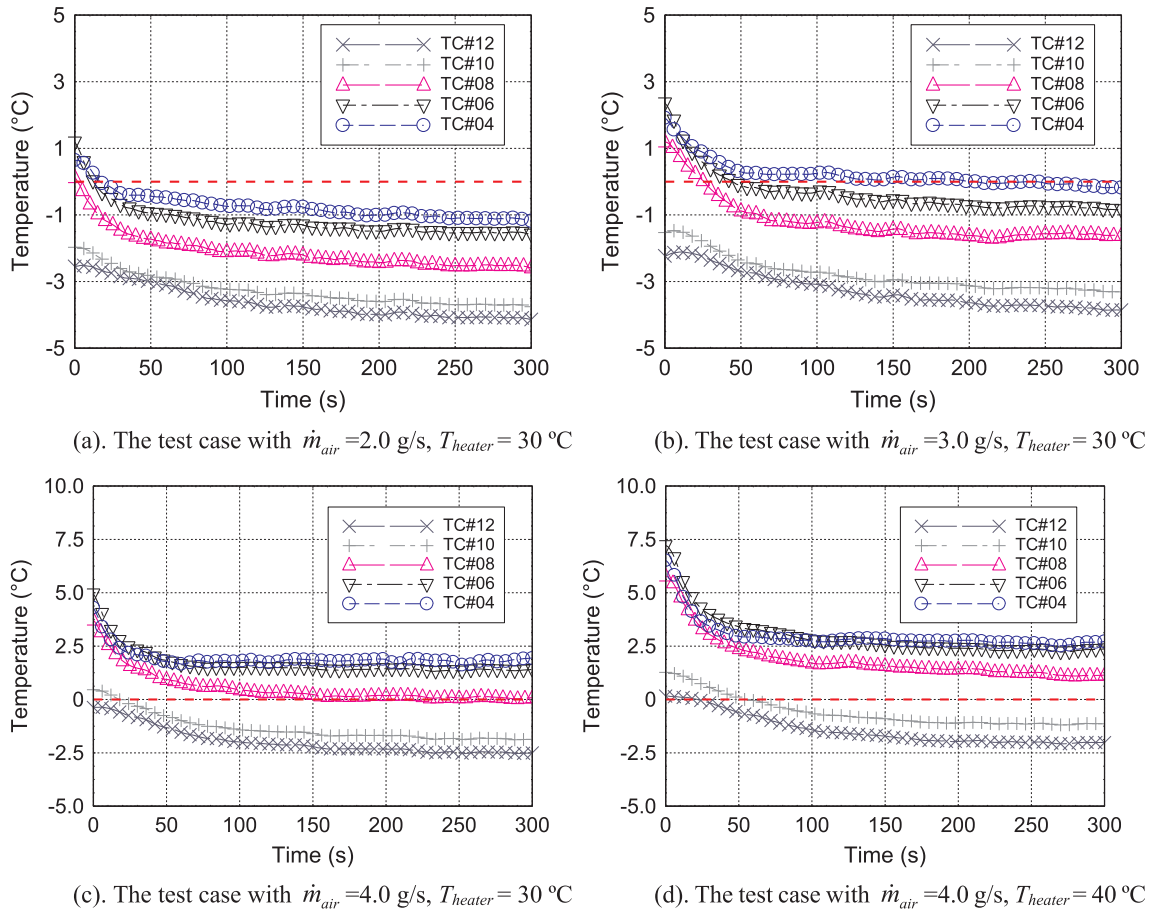 5
3
1
-1
-3
-5
Temperature (°C)
0
50
100
150
200
250
300
Time (s)
TC#12
TC#10
TC#08
TC#06
TC#04
(a). The test case with ṁair =2.0 g/s, Theater = 30 ºC
5
3
1
-1
-3
-5
Temperature (°C)
0
50
100
150
200
250
300
Time (s)
TC#12
TC#10
TC#08
TC#06
TC#04
(b). The test case with ṁair =3.0 g/s, Theater = 30 ºC
10.0
7.5
5.0
2.5
0
-2.5
-5.0
Temperature (°C)
0
50
100
150
200
250
300
Time (s)
TC#12
TC#10
TC#08
TC#06
TC#04
(c). The test case with ṁair =4.0 g/s, Theater = 30 ºC
10.0
7.5
5.0
2.5
0
-2.5
-5.0
Temperature (°C)
0
50
100
150
200
250
300
Time (s)
TC#12
TC#10
TC#08
TC#06
TC#04
(d). The test case with ṁair =4.0 g/s, Theater = 40 ºC